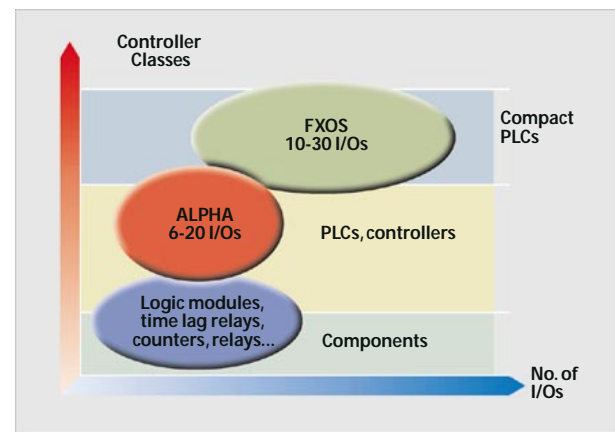 Controller
Classes
FXOS
10-30 I/Os
Compact
PLCs
ALPHA
6-20 I/Os
PLCs, controllers
Logic modules,
time lag relays,
counters, relays...
Components
No. of
I/Os